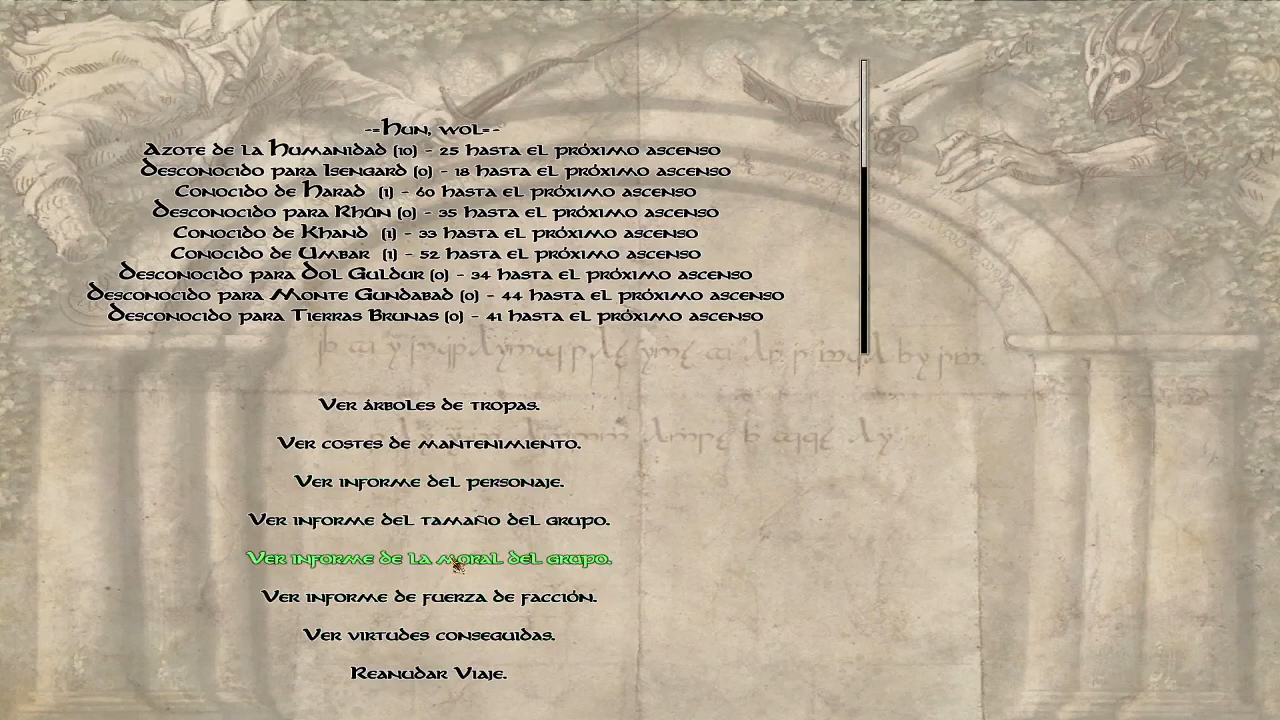 -=Hun, wol=-
Azote de la Humanidad (10) - 25 hasta el próximo ascenso
Desconocido para Isengard (0) - 18 hasta el próximo ascenso
Conocido de Harad (1) - 60 hasta el próximo ascenso
Desconocido para Rhûn (0) - 35 hasta el próximo ascenso
Conocido de Khand (1) - 33 hasta el próximo ascenso
Conocido de Umbar (1) - 52 hasta el próximo ascenso
Desconocido para Dol Guldur (0) - 34 hasta el próximo ascenso
Desconocido para Monte Gundabad (0) - 44 hasta el próximo ascenso
Desconocido para Tierras Brunas (0) - 41 hasta el próximo ascenso
Ver árboles de tropas.
Ver costes de mantenimiento.
Ver informe del personaje.
Ver informe del tamaño del grupo.
Ver informe de la moral del grupo.
Ver informe de fuerza de facción.
Ver virtudes conseguidas.
Reanudar Viaje.